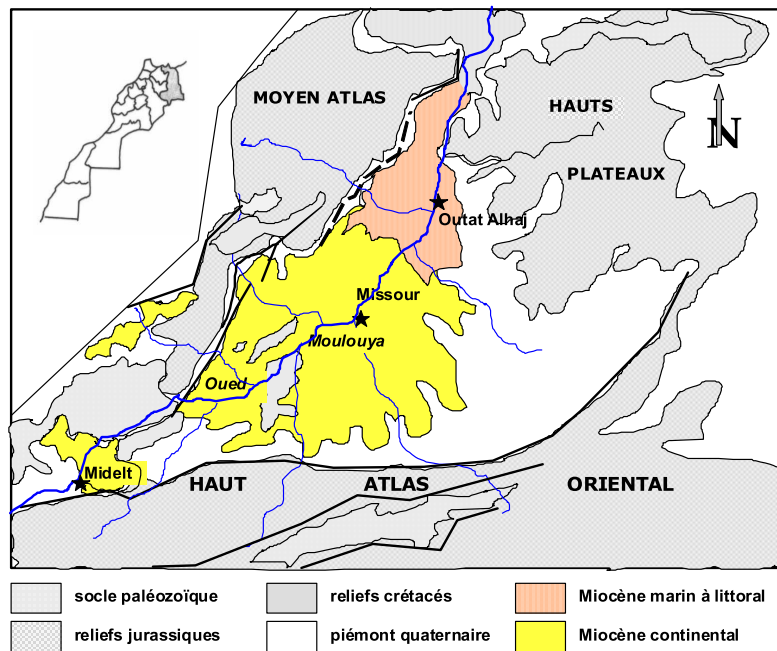 MOYEN ATLAS
HAUTS
N
PLATEAUX
Outat Alhaj
Missour
Moulouya
Oued
Midelt
HAUT ATLAS ORIENTAL
socle paléozoïque
reliefs crétacés
Miocène marin à littoral
reliefs jurassiques
piémont quaternaire
Miocène continental